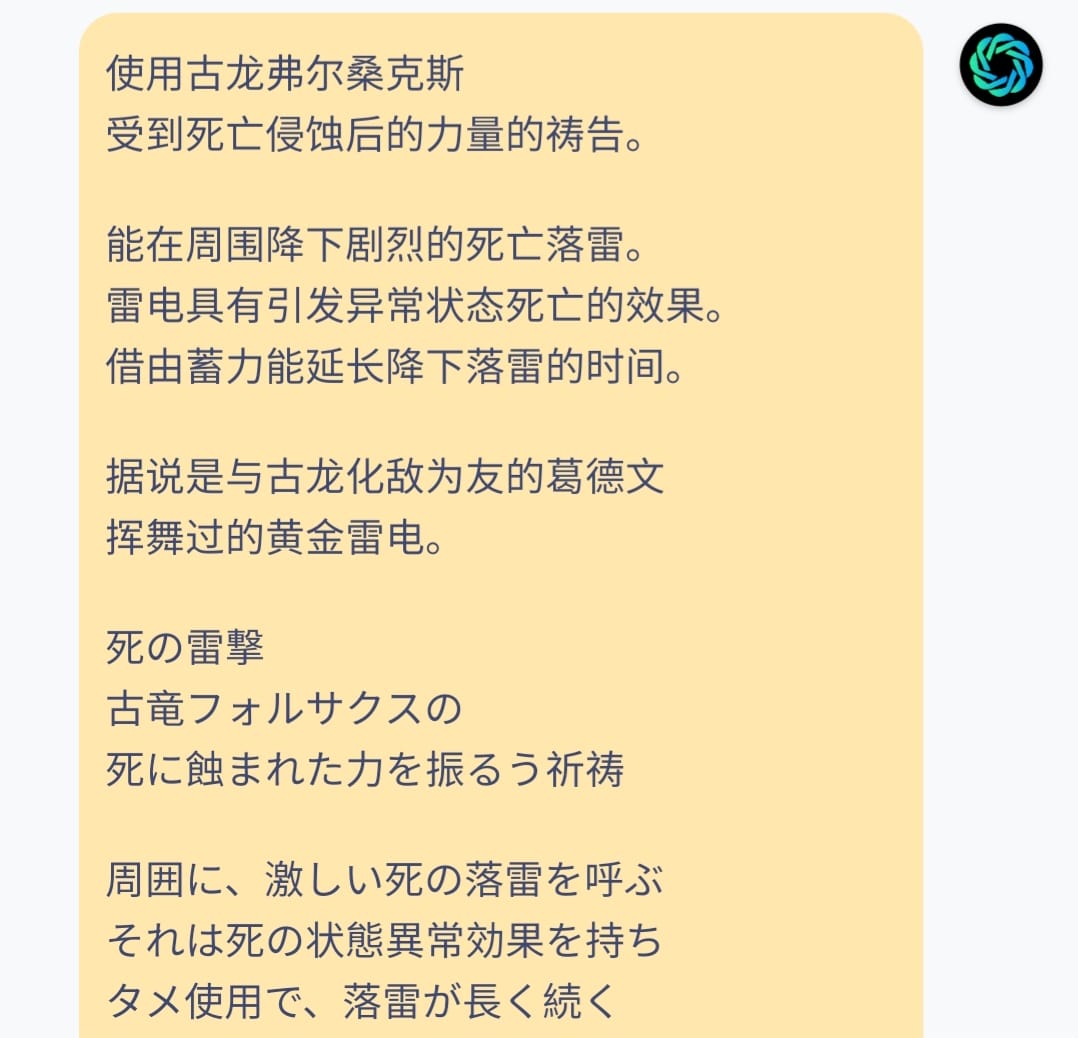 使用古龙弗尔桑克斯
受到死亡侵蚀后的力量的祷告。
能在周围降下剧烈的死亡落雷。
雷电具有引发异常状态死亡的效果。
借由蓄力能延长降下落雷的时间。
据说是与古龙化敌为友的葛德文
挥舞过的黄金雷电。
死の雷撃
古竜フォルサクスの
死に蝕まれた力を振るう祈祷
周囲に、激しい死の落雷を呼ぶ
それは死の状態異常効果を持ち
タメ使用で、落雷が長く続く